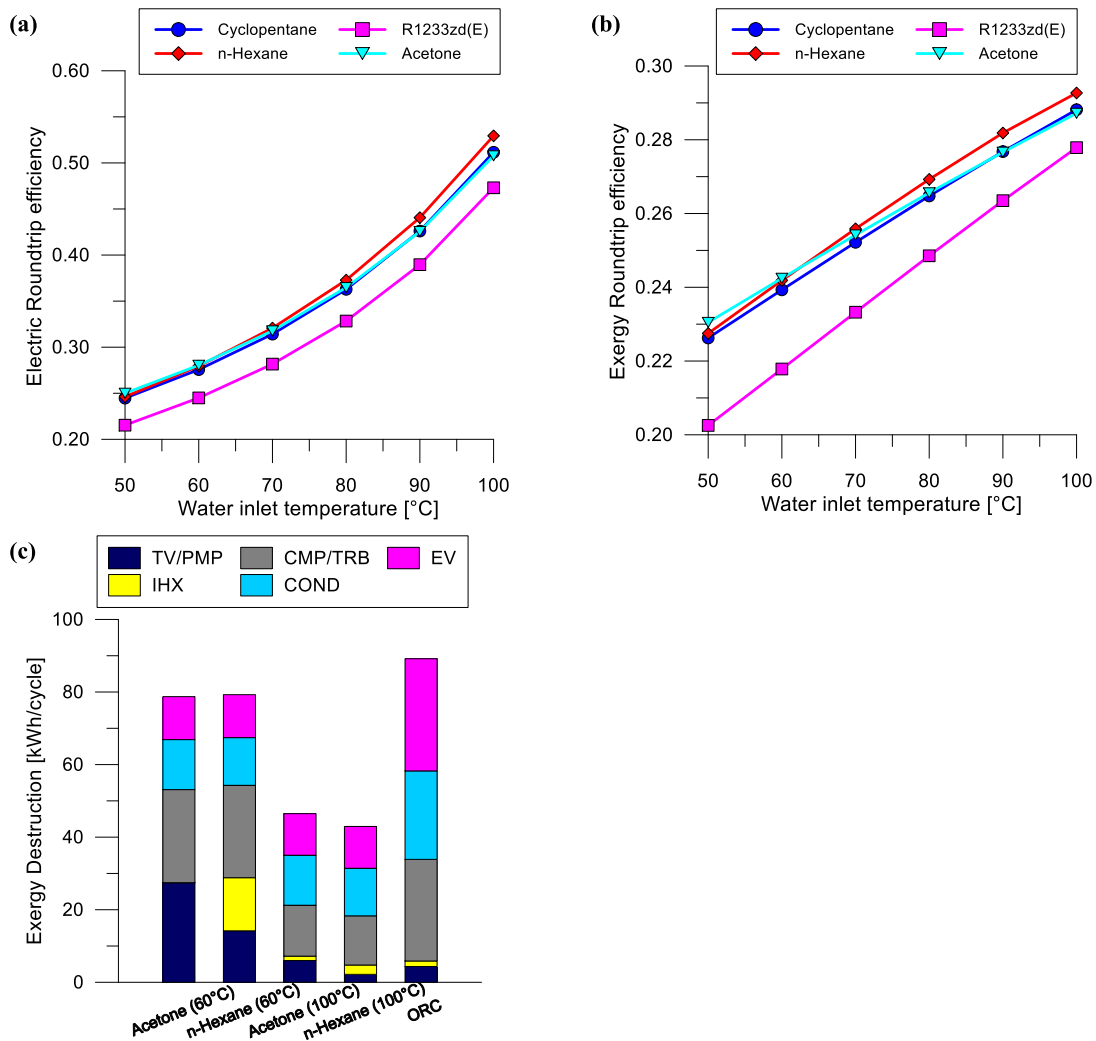 (a)
Cyclopentane R1233zd(E)
n-Hexane Acetone
0.60
0.50
0.40
0.30
0.20
Electric Roundtrip efficiency
50 60 70 80 90 100
Water inlet temperature [°C]
(b)
Cyclopentane R1233zd(E)
n-Hexane Acetone
0.30
0.28
0.26
0.24
0.22
0.20
Exergy Roundtrip efficiency
50 60 70 80 90 100
Water inlet temperature [°C]
(c)
TV/PMP CMP/TRB EV
IHX COND
100
80
60
40
20
0
Exergy Destruction [kWh/cycle]
Acetone (60°C)
n-Hexane (60°C)
Acetone (100°C)
n-Hexane (100°C)
ORC